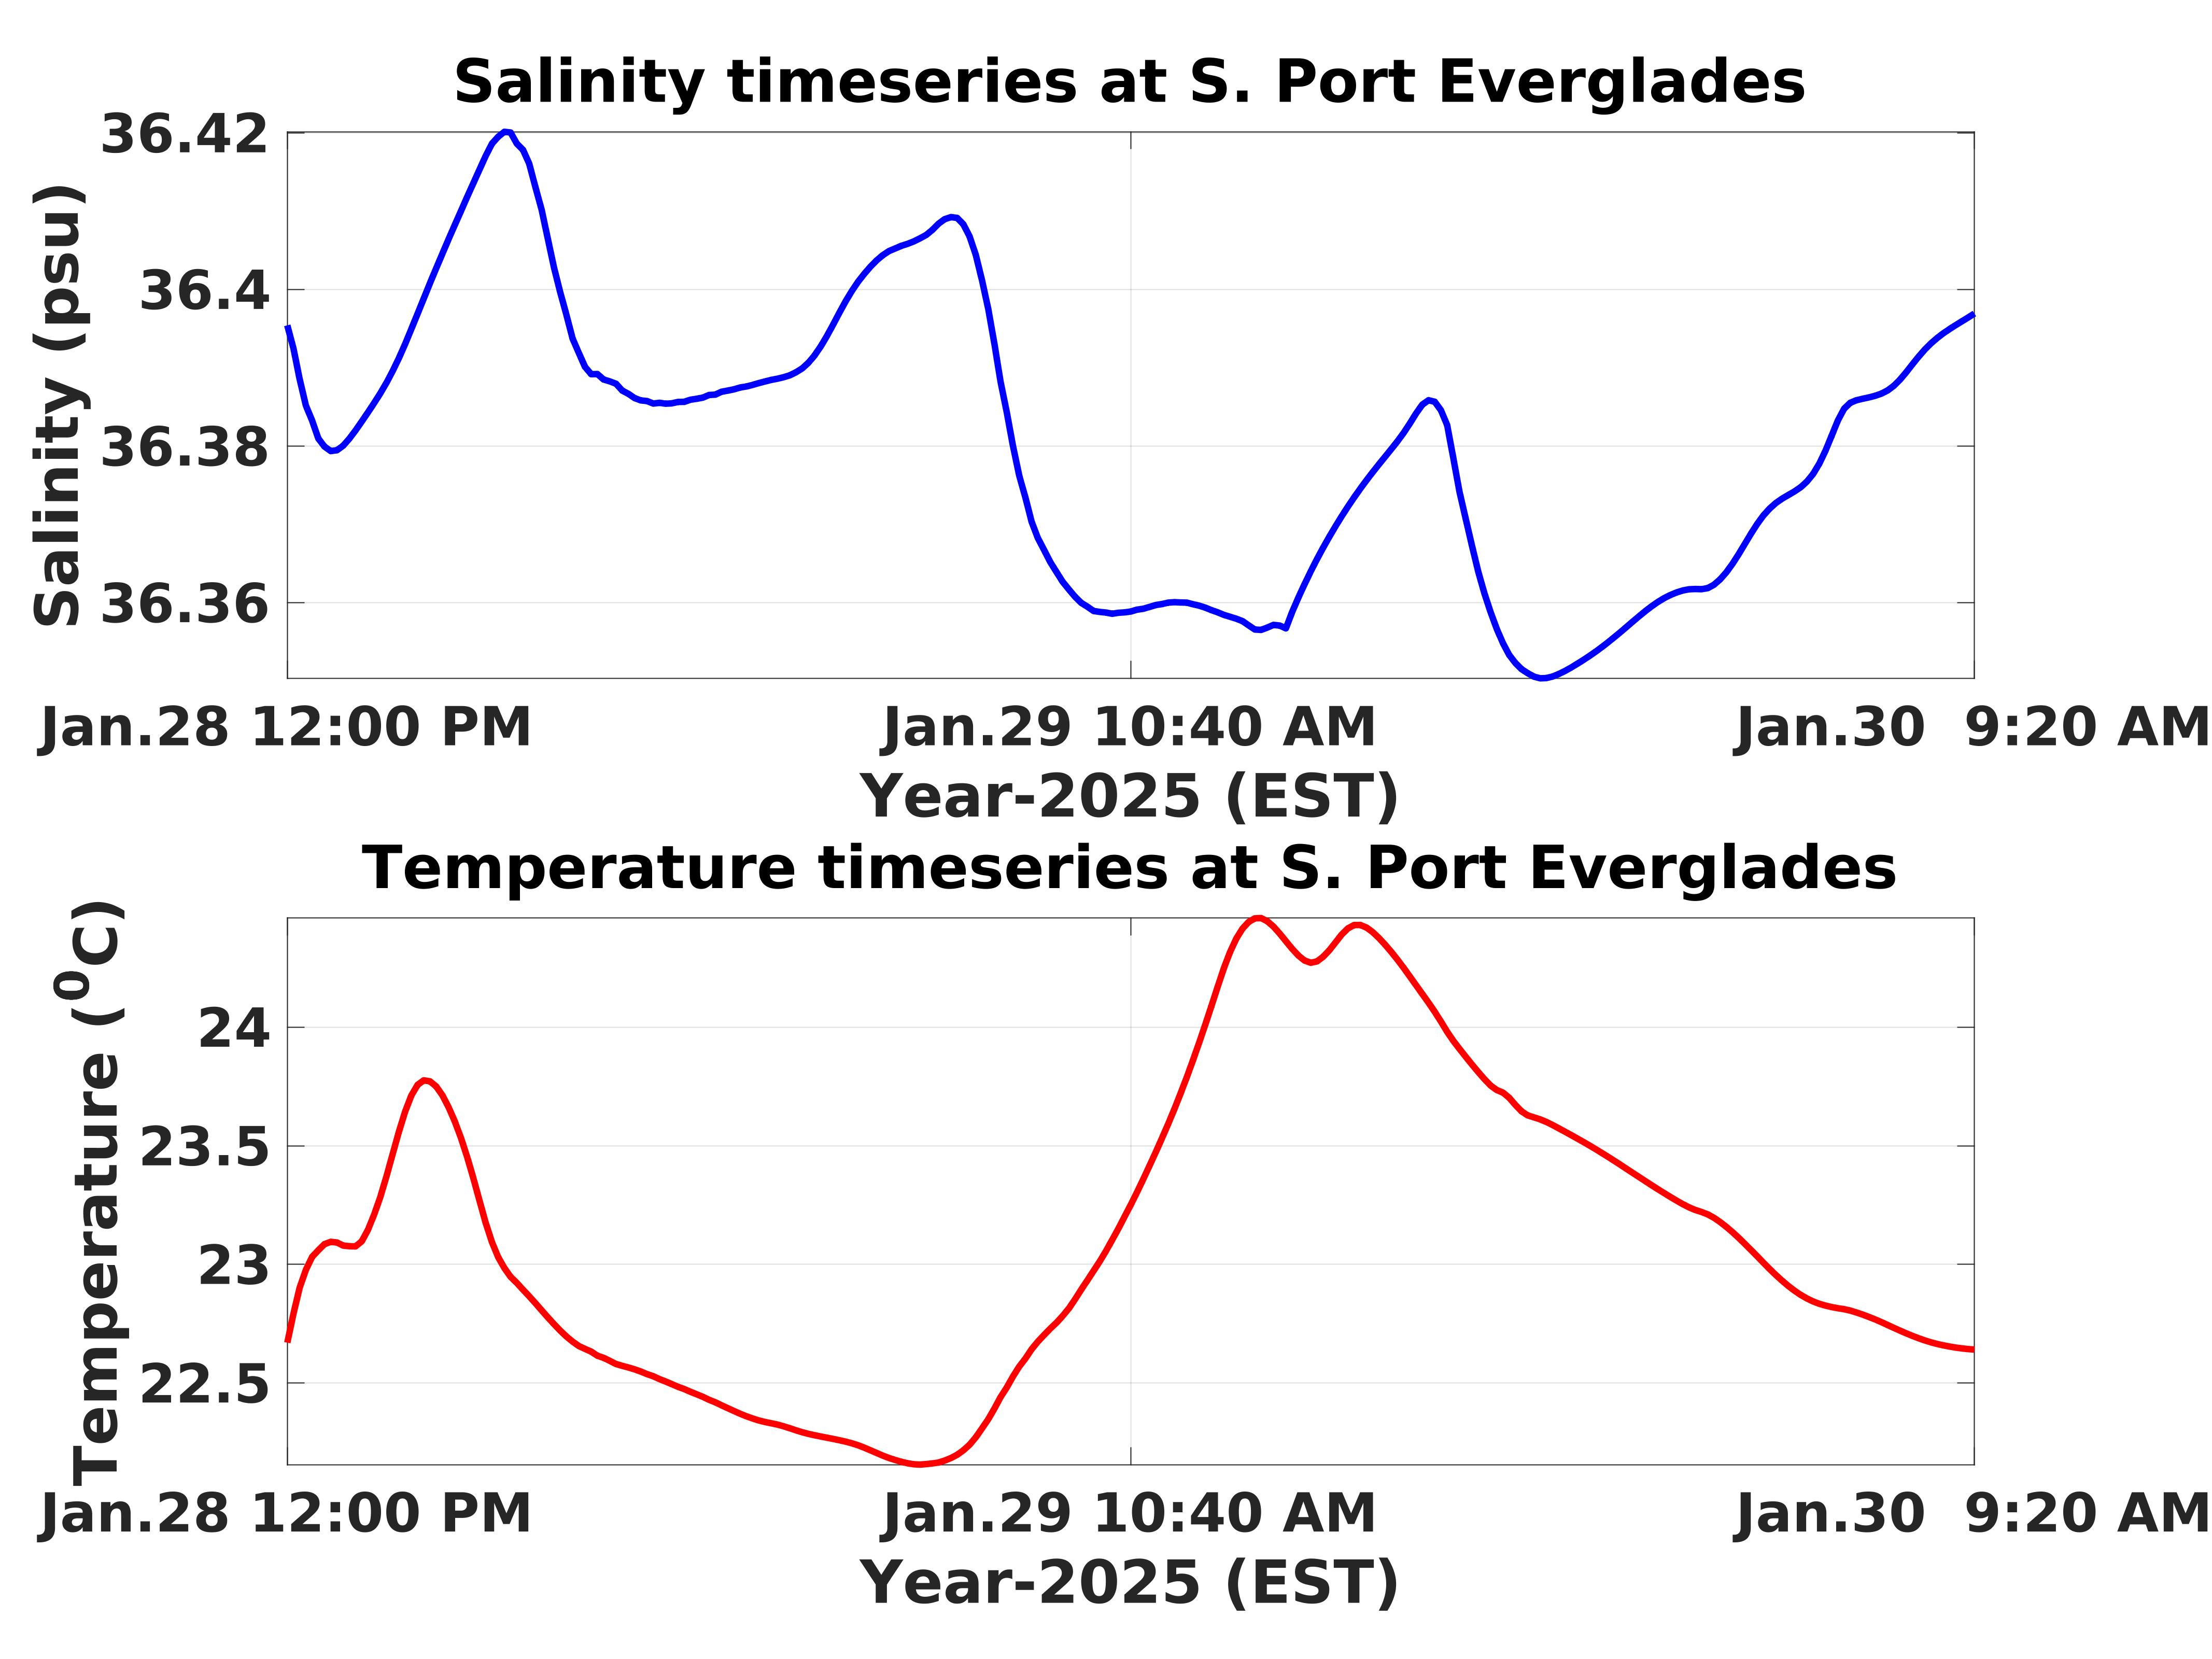 Salinity timeseries at S. Port Everglades
Salinity (psu)
36.42
36.4
36.38
36.36
Jan.28 12:00 PM
Jan.29 10:40 AM
Jan.30  9:20 AM
Year-2025 (EST)
Temperature timeseries at S. Port Everglades
Temperature (⁰C)
24
23.5
23
22.5
Jan.28 12:00 PM
Jan.29 10:40 AM
Jan.30  9:20 AM
Year-2025 (EST)